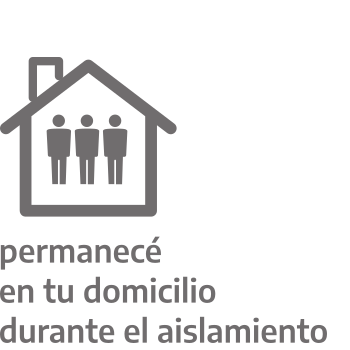 permanecé
en tu domicilio
durante el aislamiento